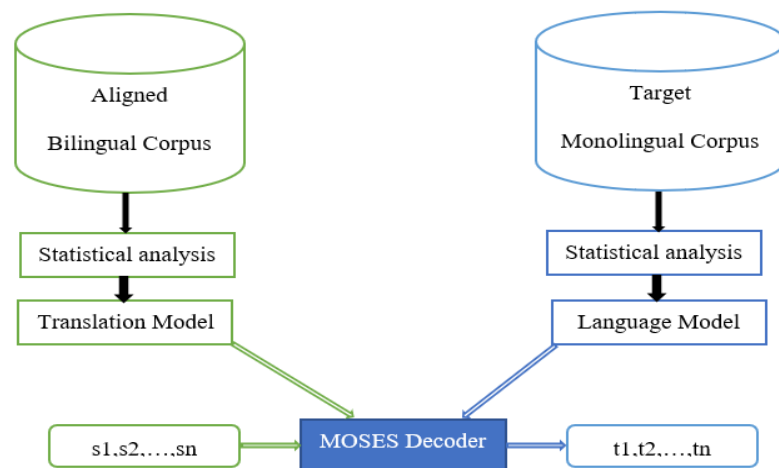 Aligned
Bilingual Corpus
Target
Monolingual Corpus
Statistical analysis
Statistical analysis
Translation Model
Language Model
s1,s2,…,sn
MOSES Decoder
t1,t2,…,tn